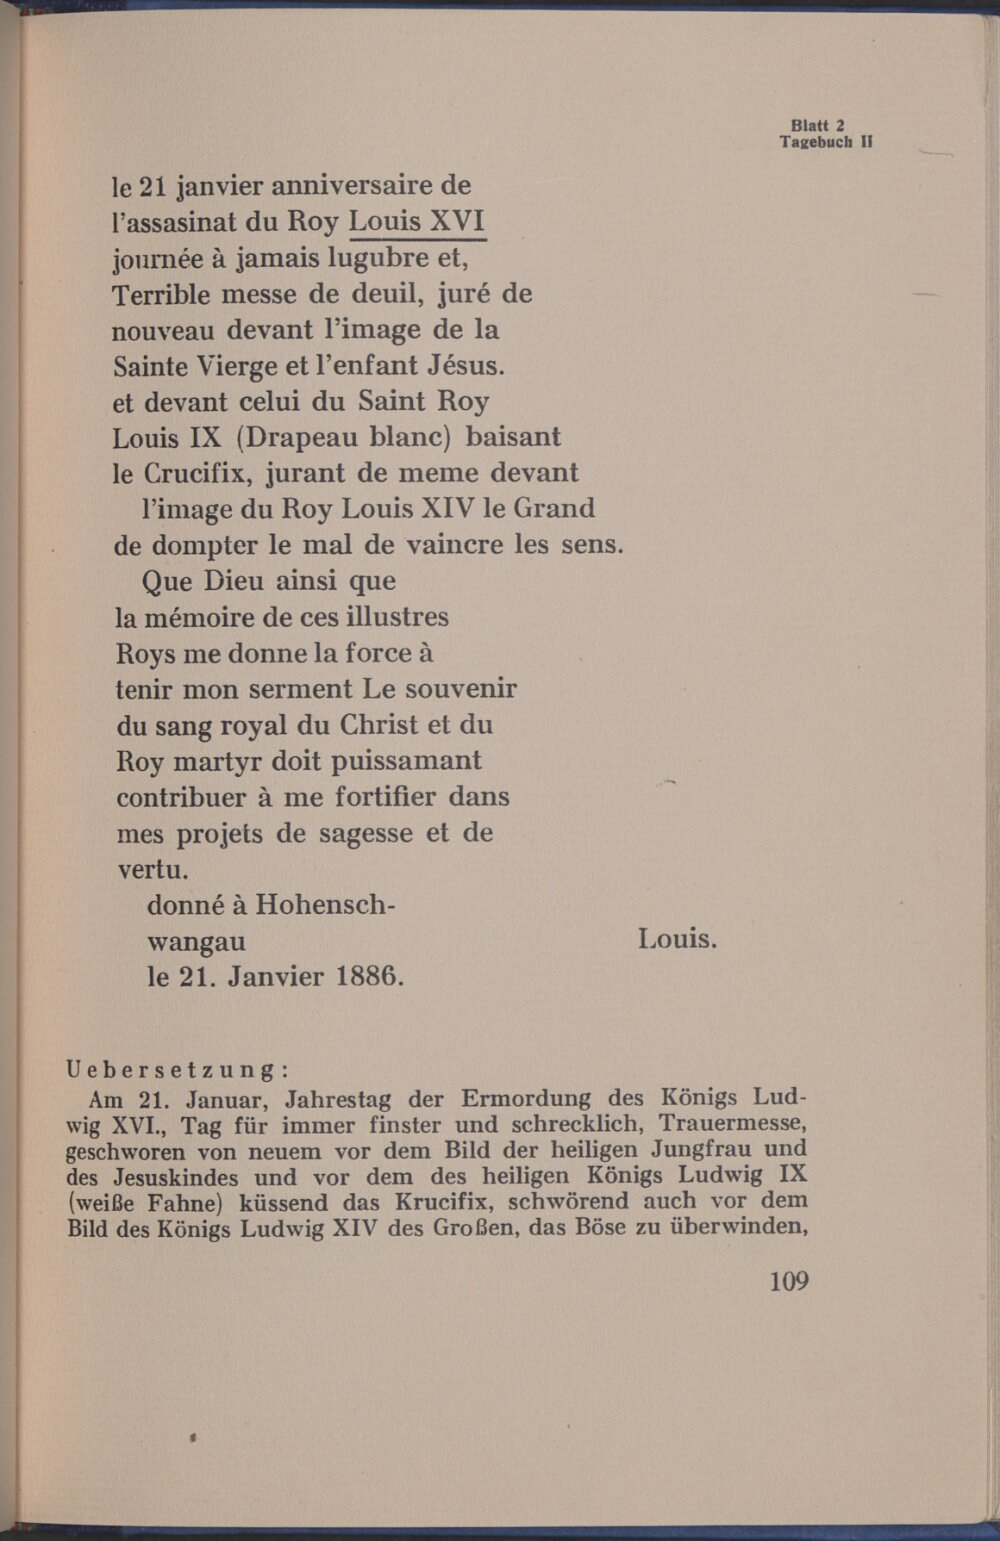 Blatt 2
Tagebuch II
le 21 janvier anniversaire de
l'assasinat du Roy Louis XVI
journée à jamais lugubre et,
Terrible messe de deuil, juré de
nouveau devant l'image de la
Sainte Vierge et l'enfant Jésus.
et devant celui du Saint Roy
Louis IX (Drapeau blanc) baisant
le Crucifix, jurant de meme devant
l'image du Roy Louis XIV le Grand
de dompter le mal de vaincre les sens.
Que Dieu ainsi que
la mémoire de ces illustres
Roys me donne la force à
tenir mon serment Le souvenir
du sang royal du Christ et du
Roy martyr doit puissamant
contribuer à me fortifier dans
mes projets de sagesse et de
vertu.
donné à Hohensch-
wangau Louis.
le 21. Janvier 1886.
Uebersetzung:
Am 21. Januar, Jahrestag der Ermordung des Königs Lud-
wig XVI., Tag für immer finster und schrecklich, Trauermesse,
geschworen von neuem vor dem Bild der heiligen Jungfrau und
des Jesuskindes und vor dem des heiligen Königs Ludwig IX
(weiße Fahne) küssend das Krucifix, schwörend auch vor dem
Bild des Königs Ludwig XIV des Großen, das Böse zu überwinden,
109